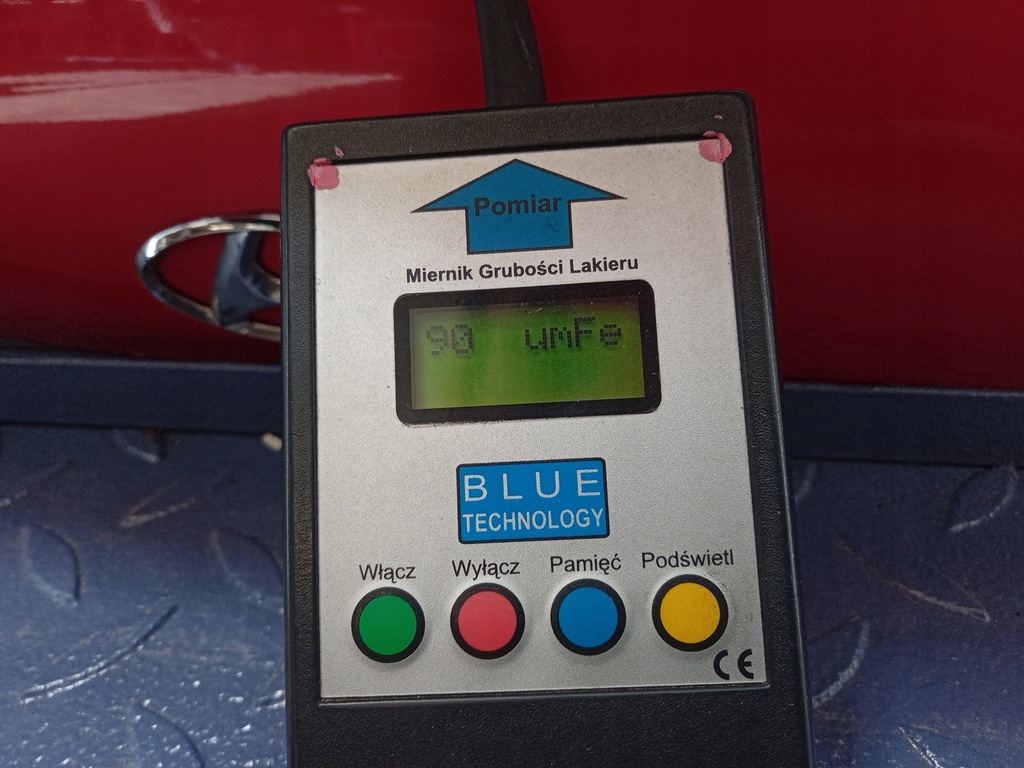 Pomiar
Miernik Grubości Lakieru
90 umFe
BLUE
TECHNOLOGY
Włącz Wyłącz Pamięć Podświetl
CE